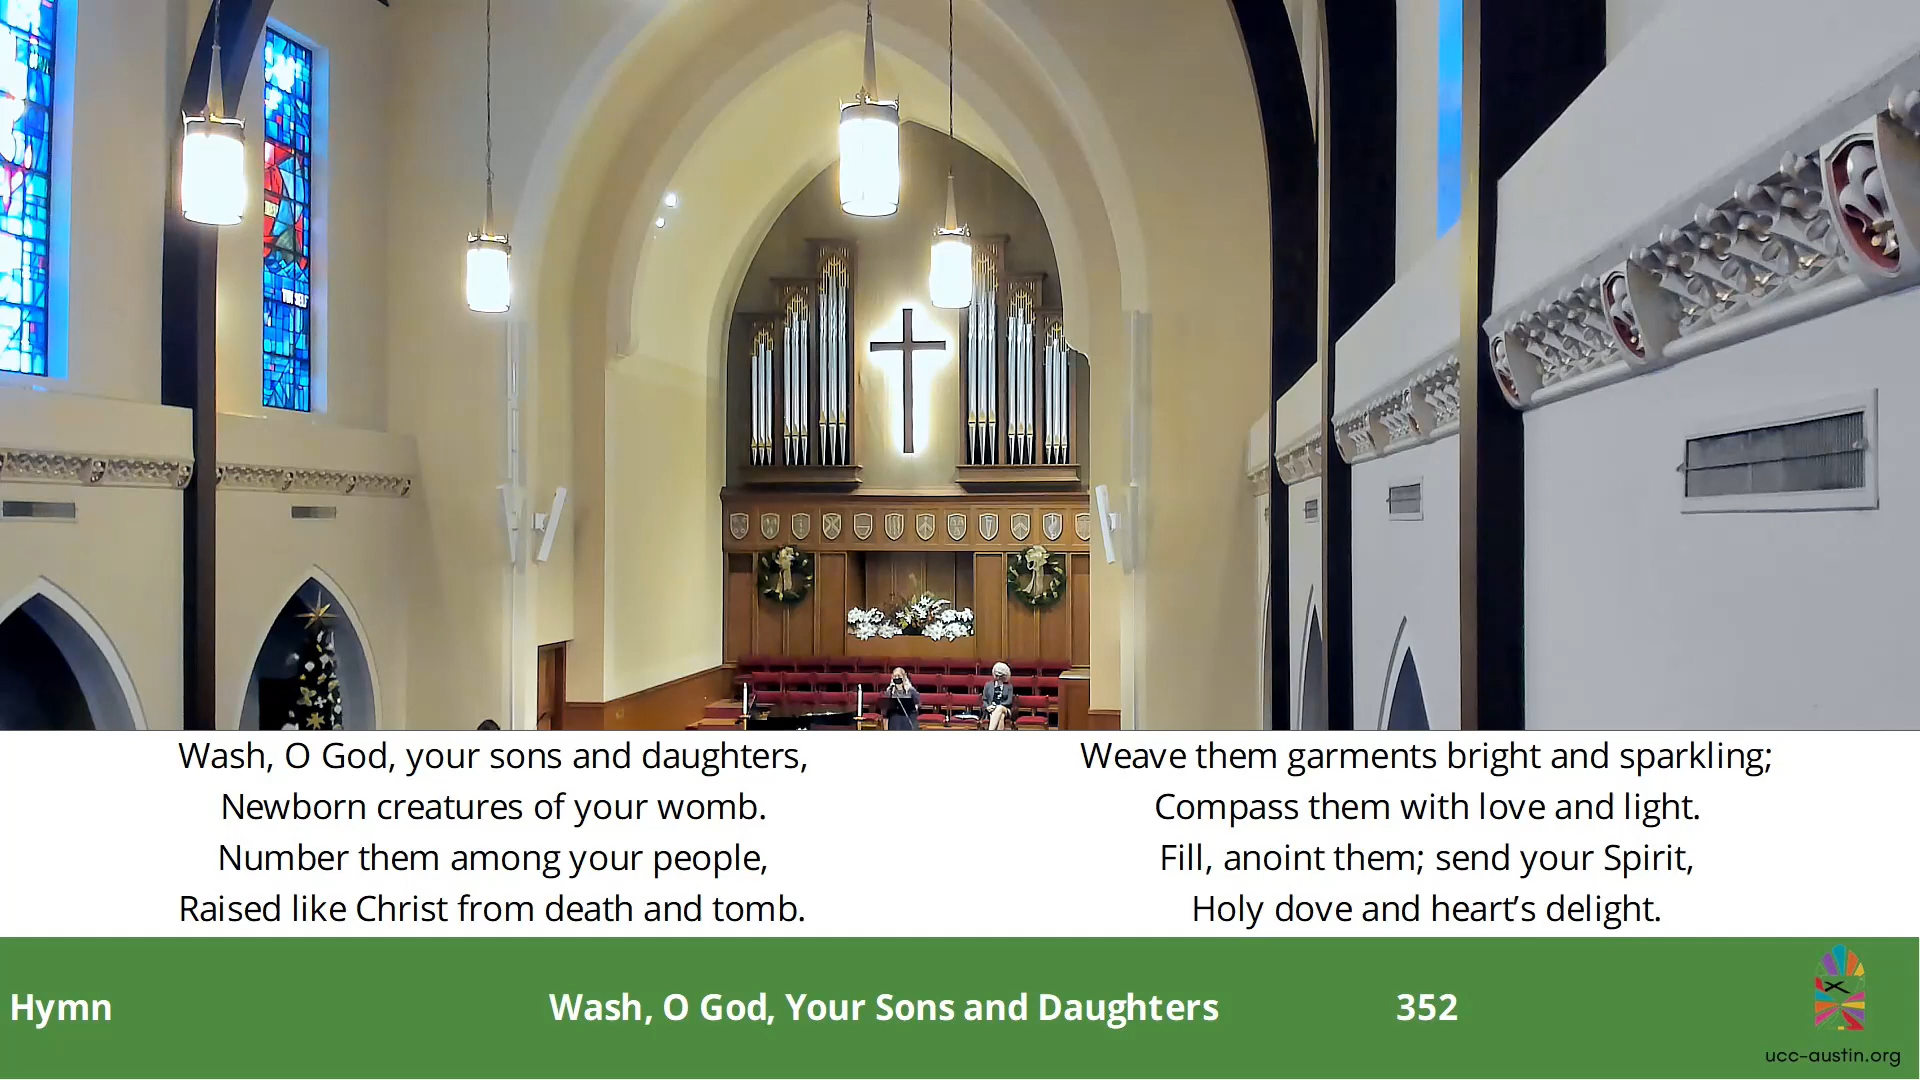 YOURSELF
Wash, O God, your sons and daughters,
Newborn creatures of your womb.
Number them among your people,
Raised like Christ from death and tomb.
Weave them garments bright and sparkling;
Compass them with love and light.
Fill, anoint them; send your Spirit,
Holy dove and heart’s delight.
Hymn
Wash, O God, Your Sons and Daughters
352
ucc-austin.org